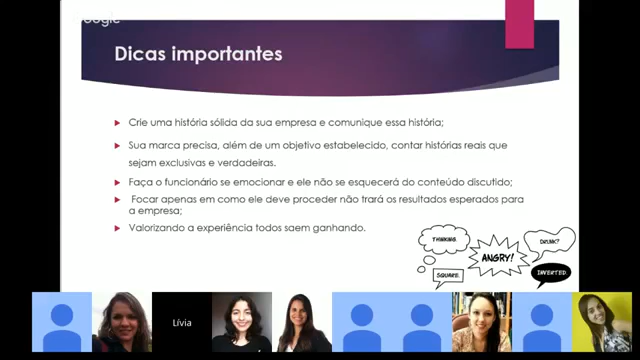 Google
Dicas importantes
Crie uma história sólida da sua empresa e comunique essa história;
Sua marca precisa, além de um objetivo estabelecido, contar histórias reais que
sejam exclusivas e verdadeiras.
Faça o funcionário se emocionar e ele não se esquecerá do conteúdo discutido;
Focar apenas em como ele deve proceder não trará os resultados esperados para
a empresa;
Valorizando a experiência todos saem ganhando.
THINKING
DRUNK?
ANGRY!
SQUARE
INVERTED
Lívia